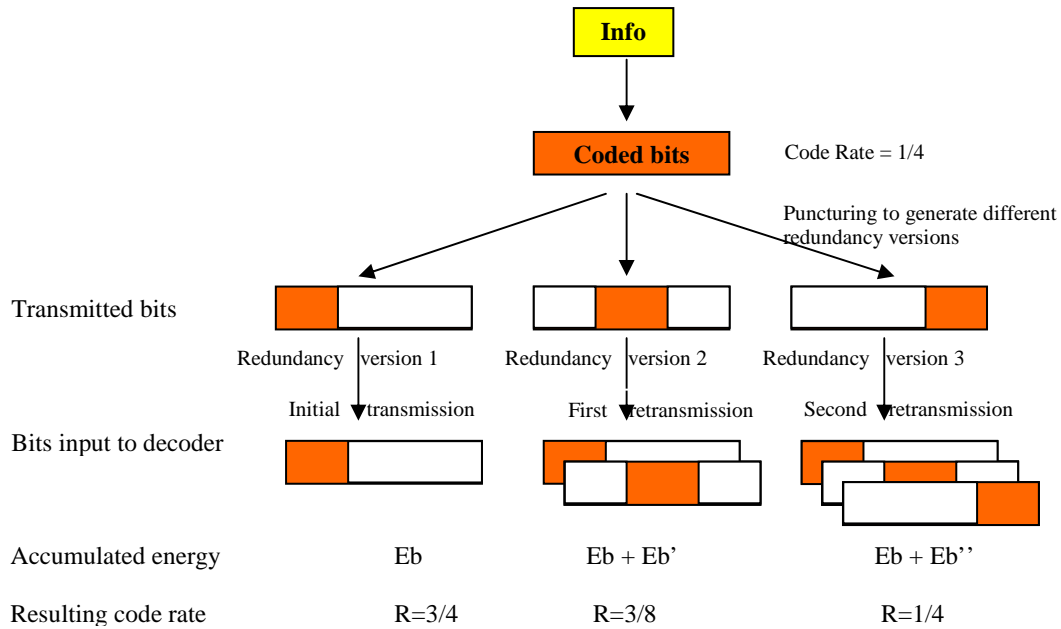 Info
Coded bits
Code Rate = 1/4
Puncturing to generate different
redundancy versions
Transmitted bits
Redundancy version 1
Redundancy version 2
Redundancy version 3
Initial transmission
First retransmission
Second retransmission
Bits input to decoder
Accumulated energy
Eb
Eb + Eb’
Eb + Eb’’
Resulting code rate
R=3/4
R=3/8
R=1/4